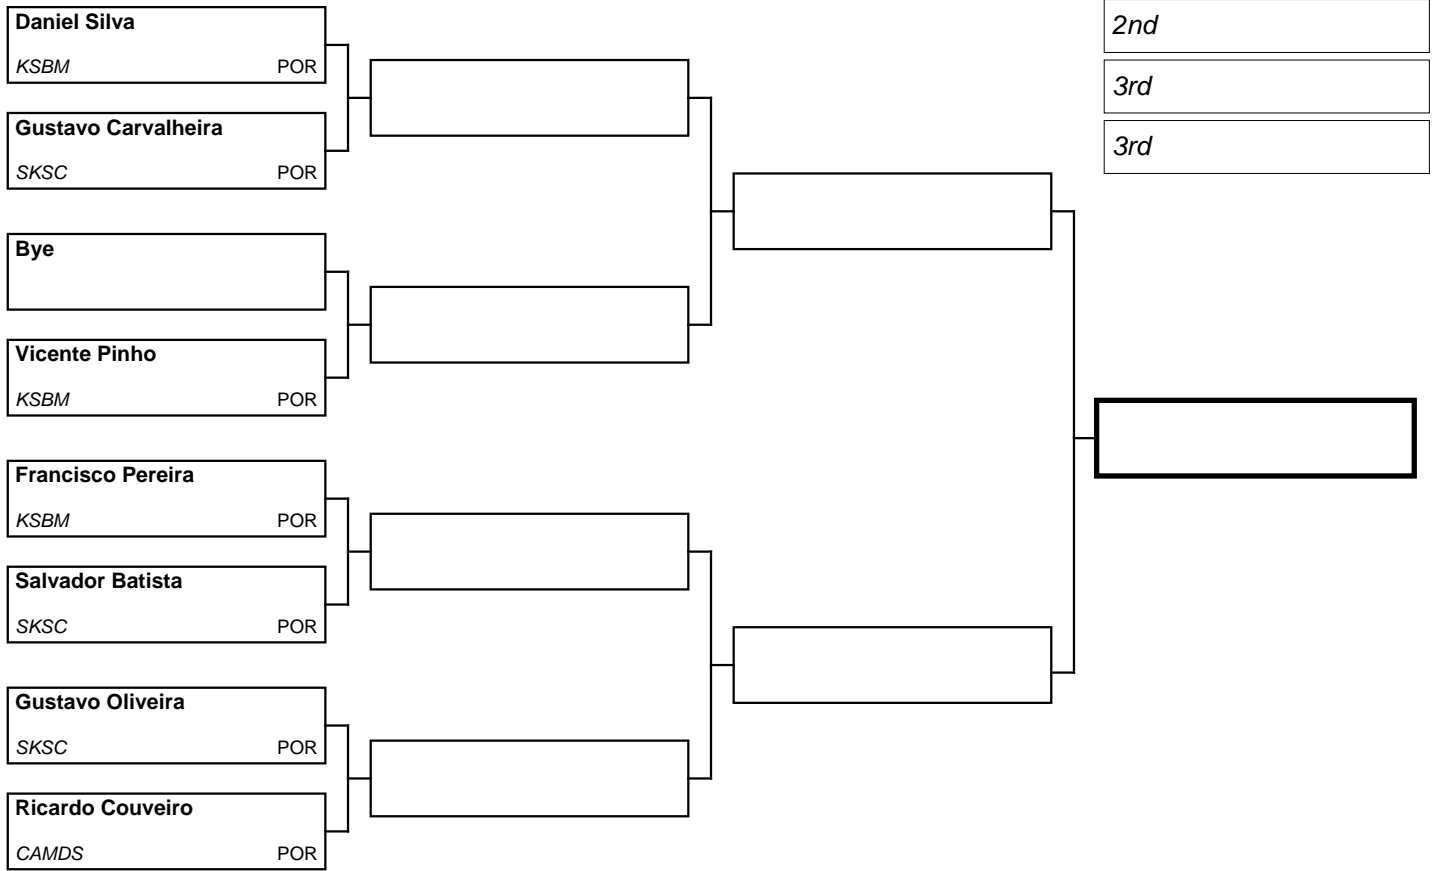 Daniel Silva
KSBM POR
Gustavo Carvalheira
SKSC POR
Bye
Vicente Pinho
KSBM POR
Francisco Pereira
KSBM POR
Salvador Batista
SKSC POR
Gustavo Oliveira
SKSC POR
Ricardo Couveiro
CAMDS POR
2nd
3rd
3rd